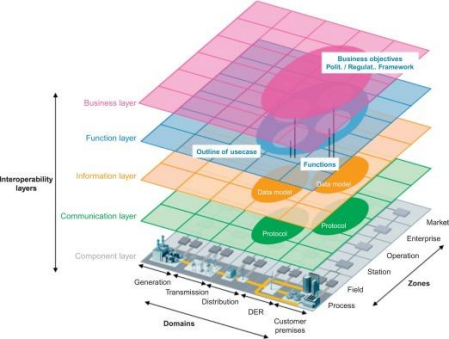 Business objectives
Polit. / Regulat.. Framework
Business layer
Function layer
Outline of usecase
Functions
Information layer
Data model
Data model
Interoperability
layers
Communication layer
Protocol
Protocol
Component layer
Market
Enterprise
Operation
Station
Field
Process
Zones
Generation
Transmission
Distribution
DER
Customer
premises
Domains